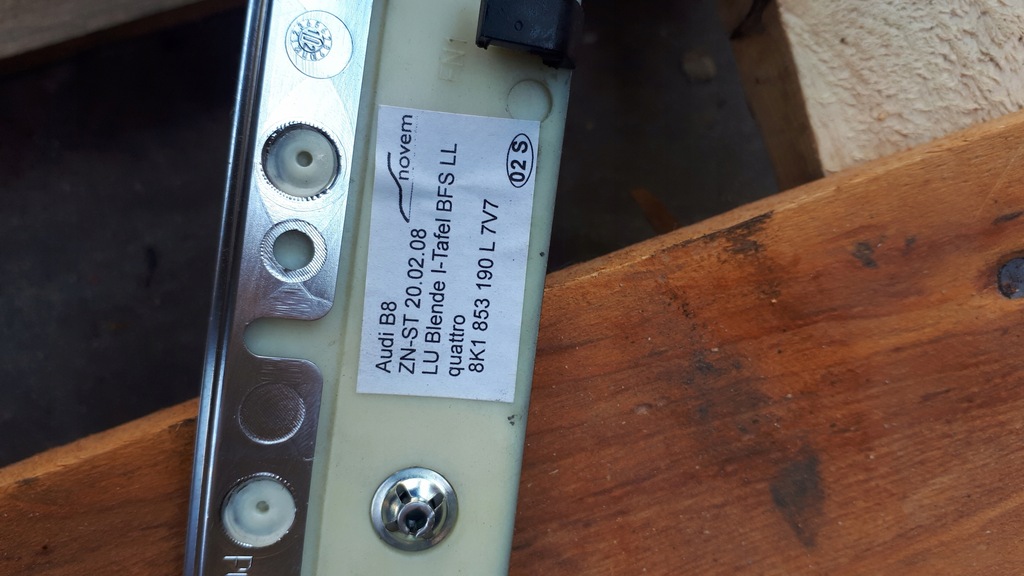 novem
Audi B8
ZN-ST 20.02.08
LU Blende I-Tafel BFS LL
quattro
8K1 853 190 L 7V7
02 S